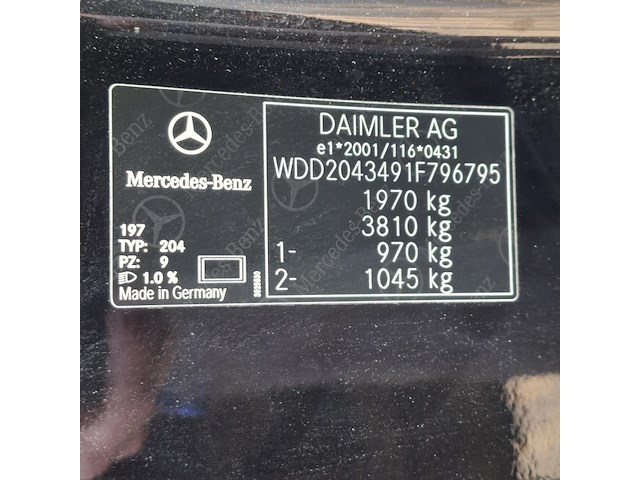 Mercedes-Benz
197
TYP: 204
PZ: 9
1.0 %
Made in Germany
DAIMLER AG
e1*2001/116*0431
WDD2043491F796795
1970 kg
3810 kg
1- 970 kg
2- 1045 kg